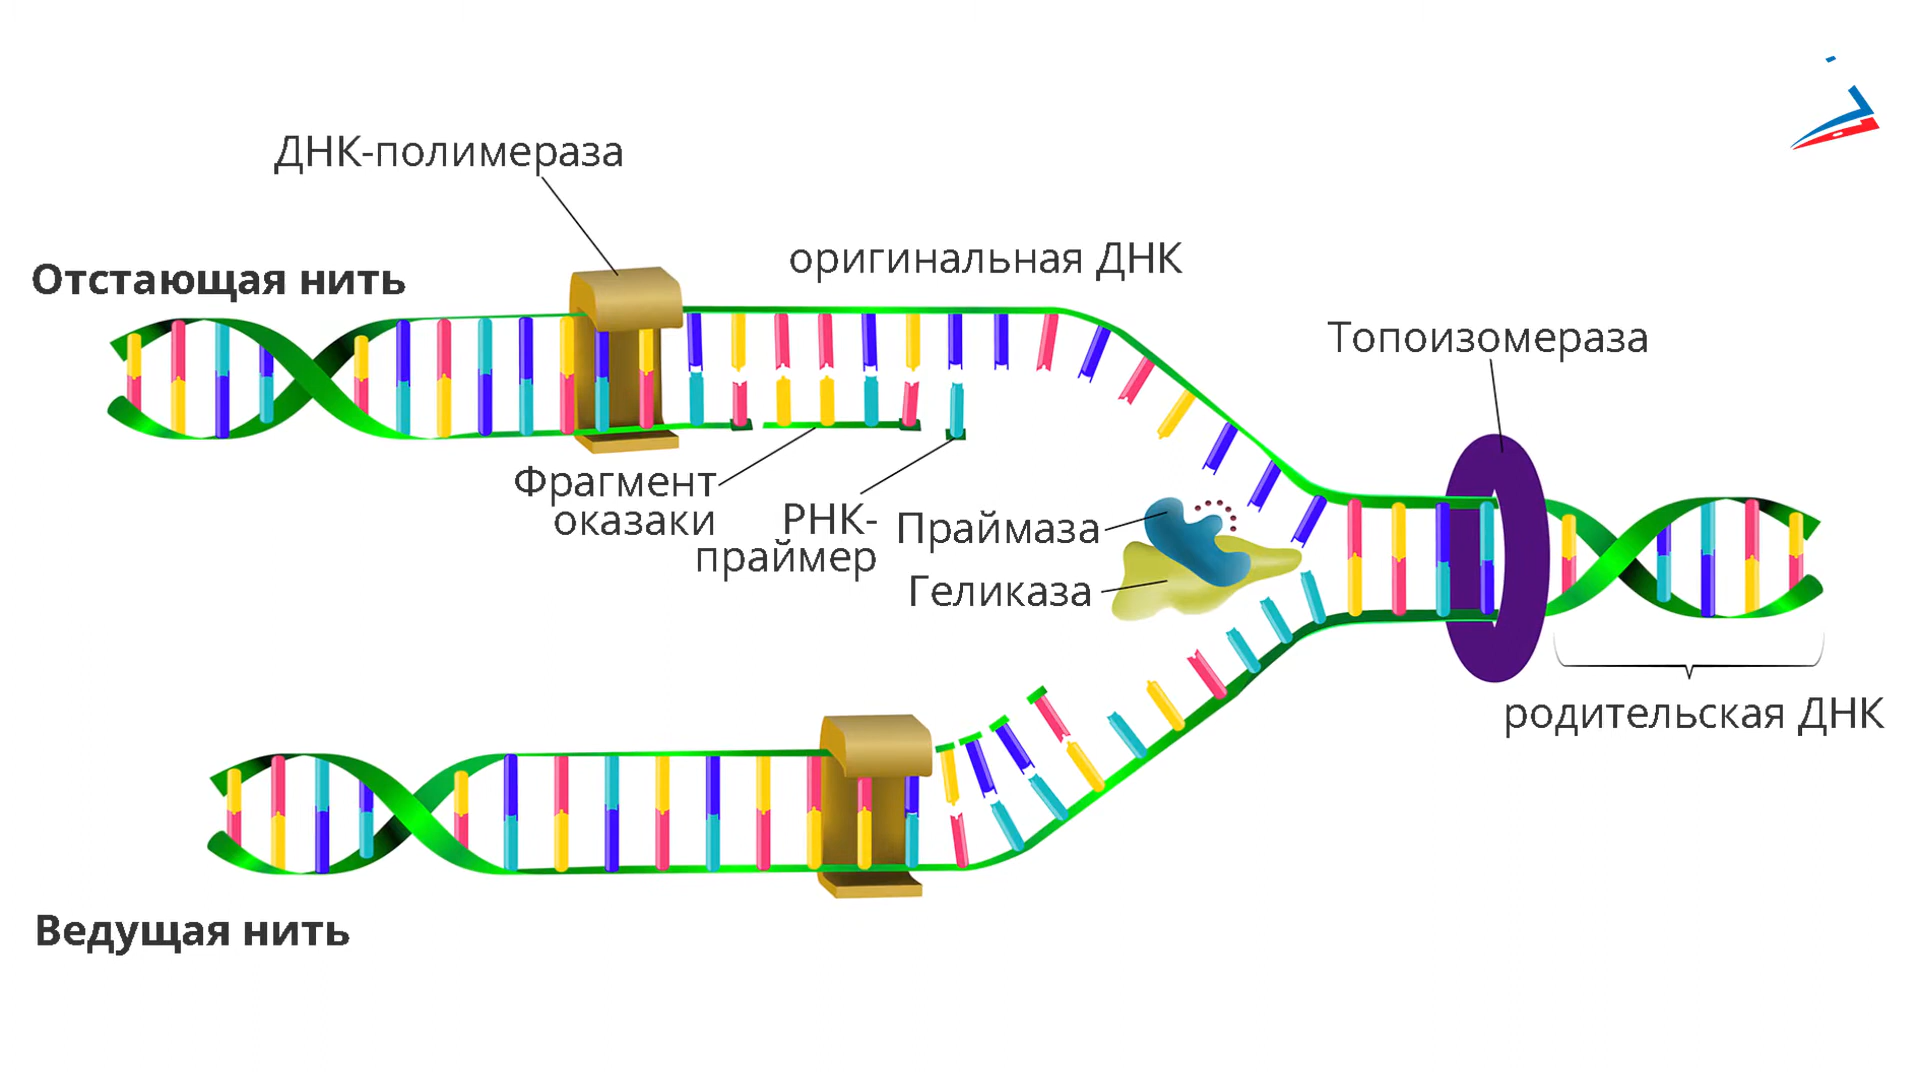 ДНК-полимераза
оригинальная ДНК
Отстающая нить
Топоизомераза
Фрагмент
оказаки
РНК-
праймер
Праймаза
Геликаза
родительская ДНК
Ведущая нить